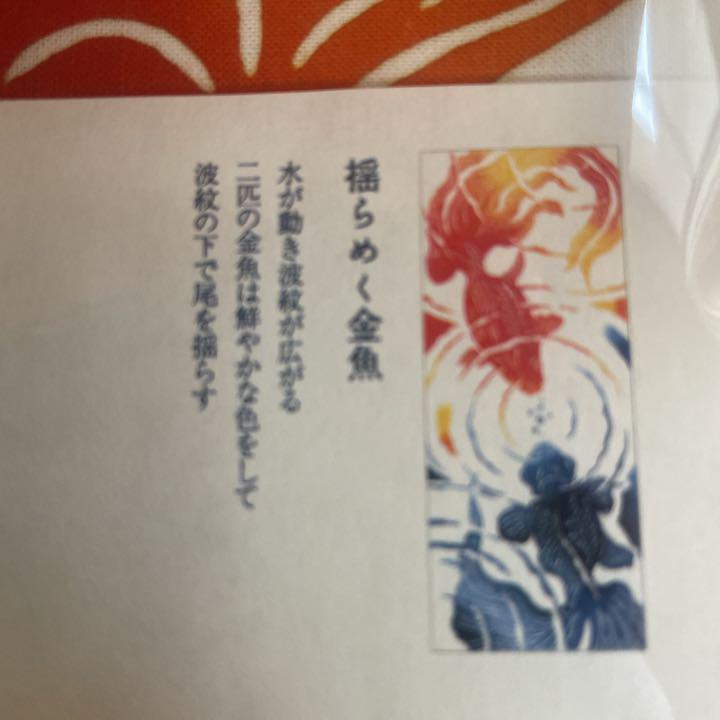 揺らめく金魚
水が動き波紋が広がる
二匹の金魚は鮮やかな色をして
波紋の下で尾を揺らす